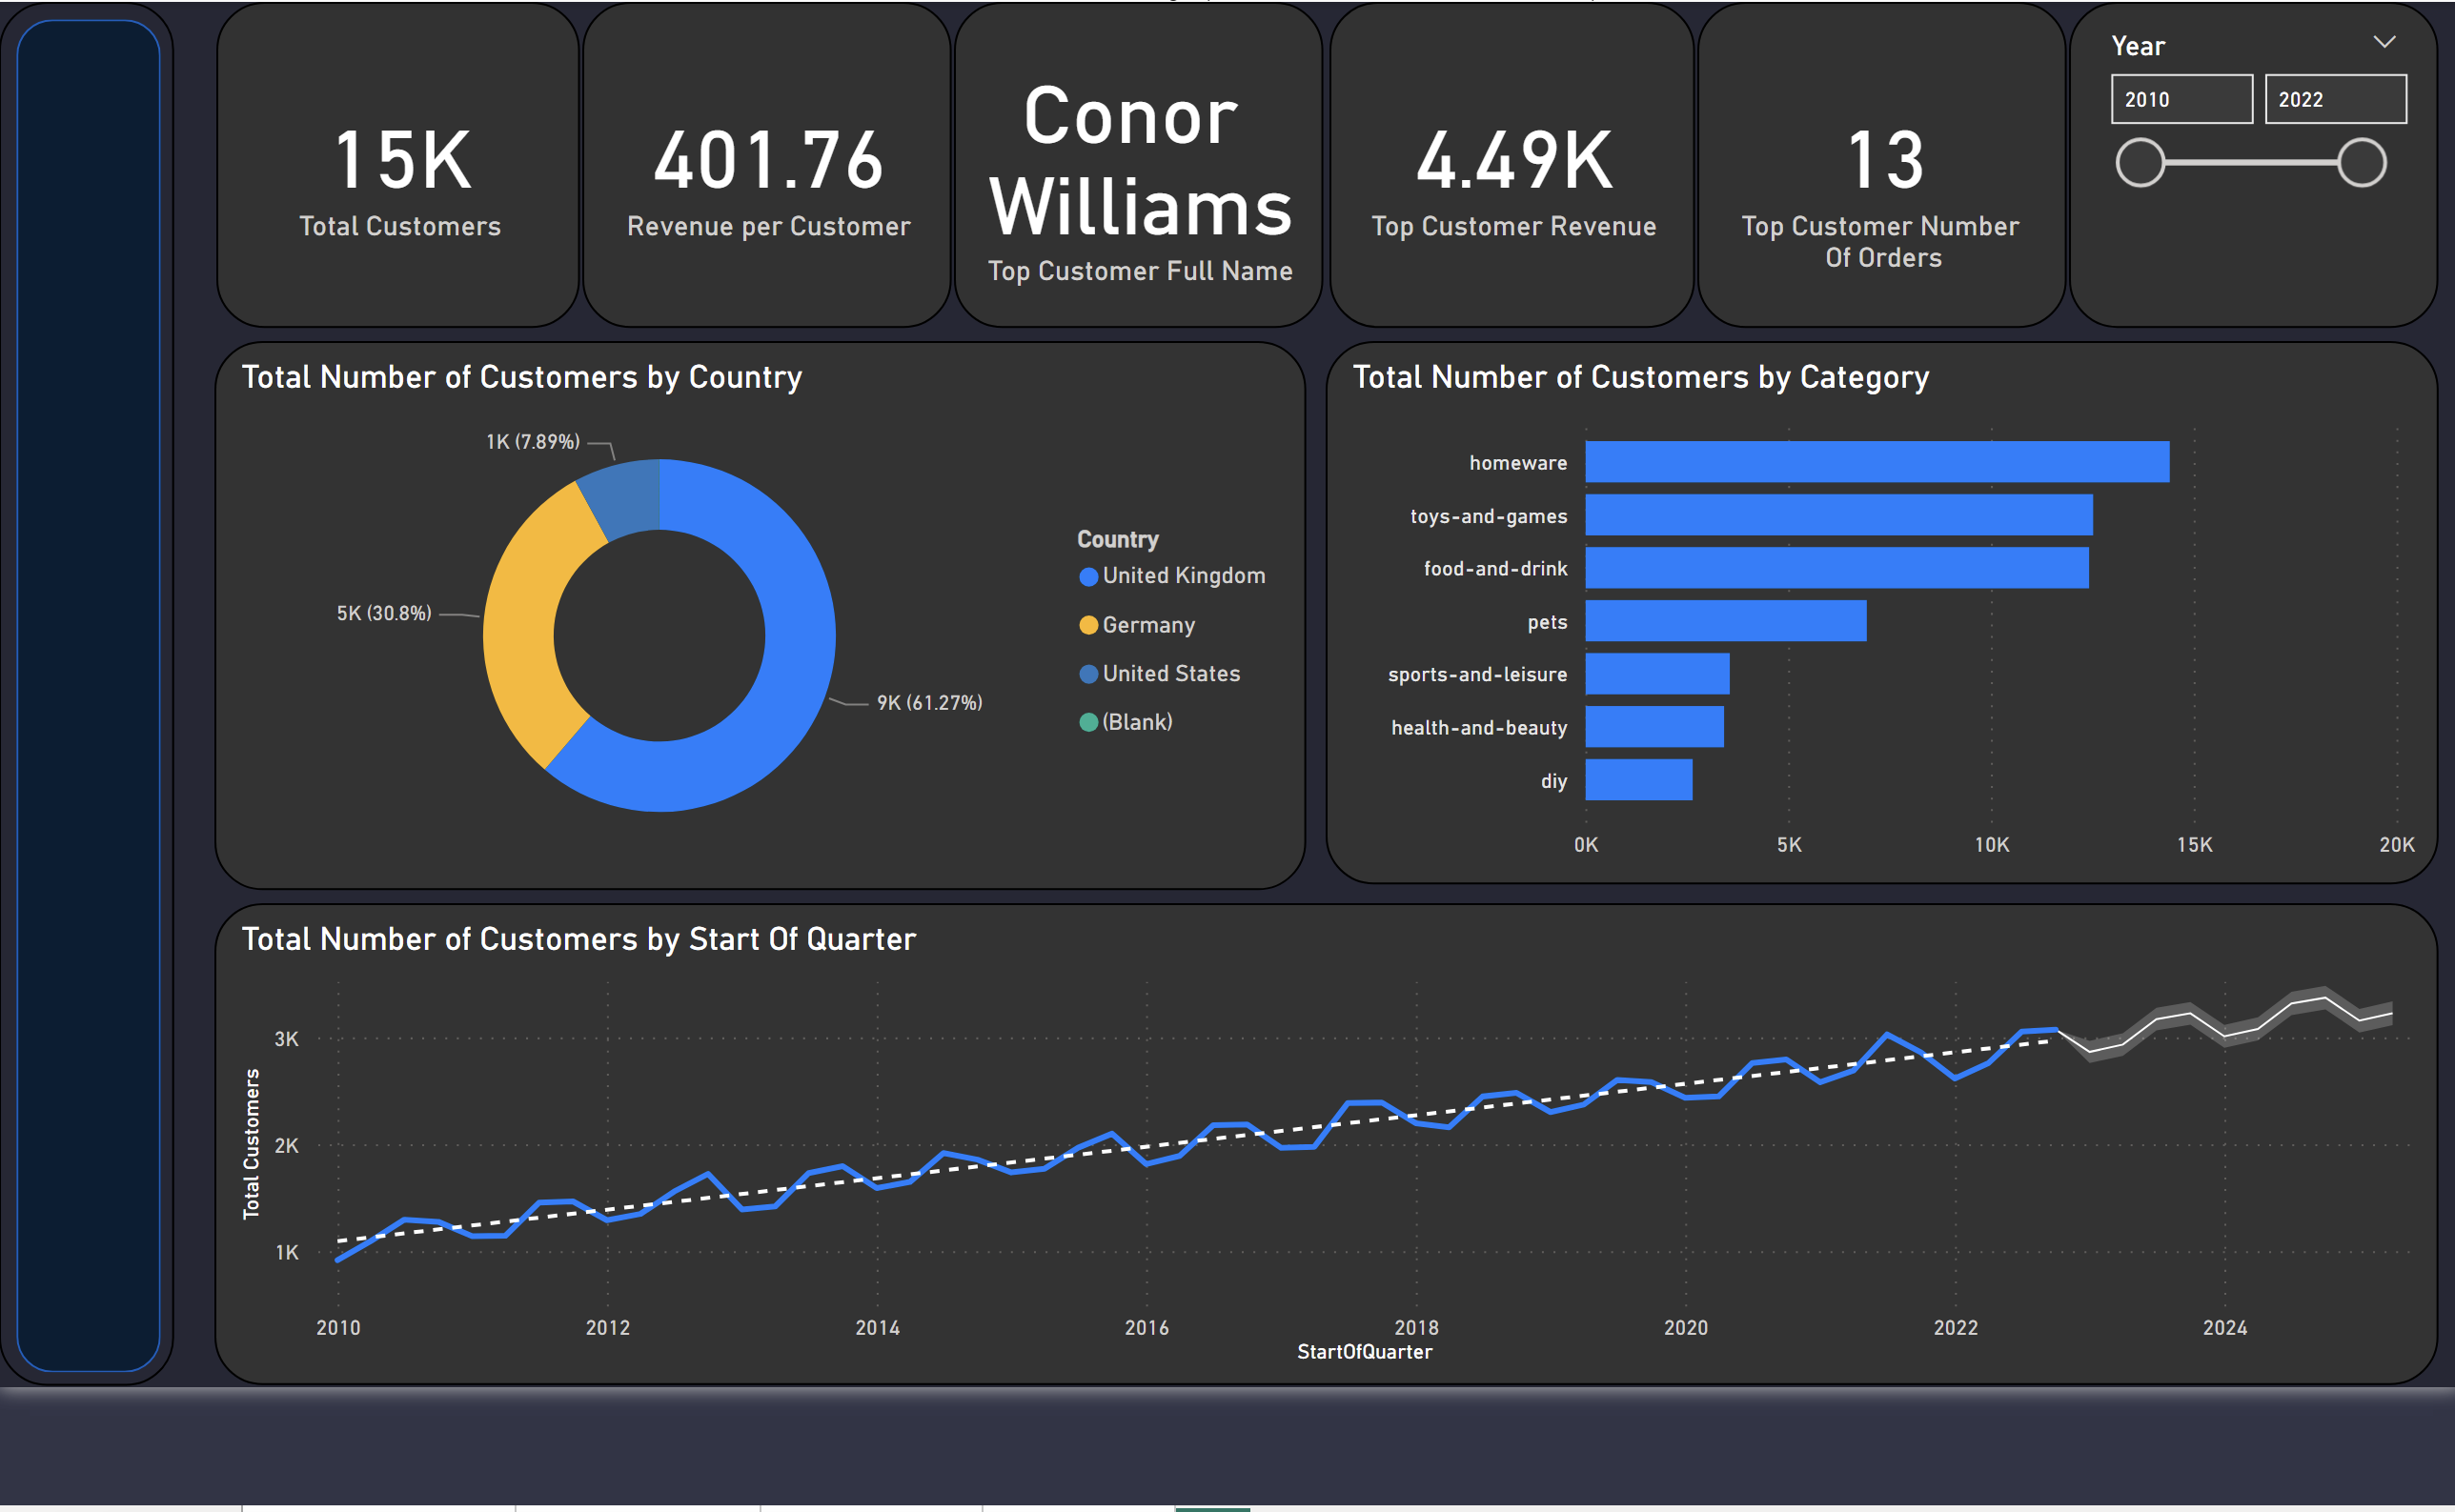 15K
Total Customers
401.76
Revenue per Customer
Conor
Williams
Top Customer Full Name
4.49K
Top Customer Revenue
13
Top Customer Number
Of Orders
Year
2010
2022
Total Number of Customers by Country
1K (7.89%)
5K (30.8%)
9K (61.27%)
Country
United Kingdom
Germany
United States
(Blank)
Total Number of Customers by Category
homeware
toys-and-games
food-and-drink
pets
sports-and-leisure
health-and-beauty
diy
0K 5K 10K 15K 20K
Total Number of Customers by Start Of Quarter
Total Customers
3K
2K
1K
2010 2012 2014 2016 2018 2020 2022 2024
StartOfQuarter